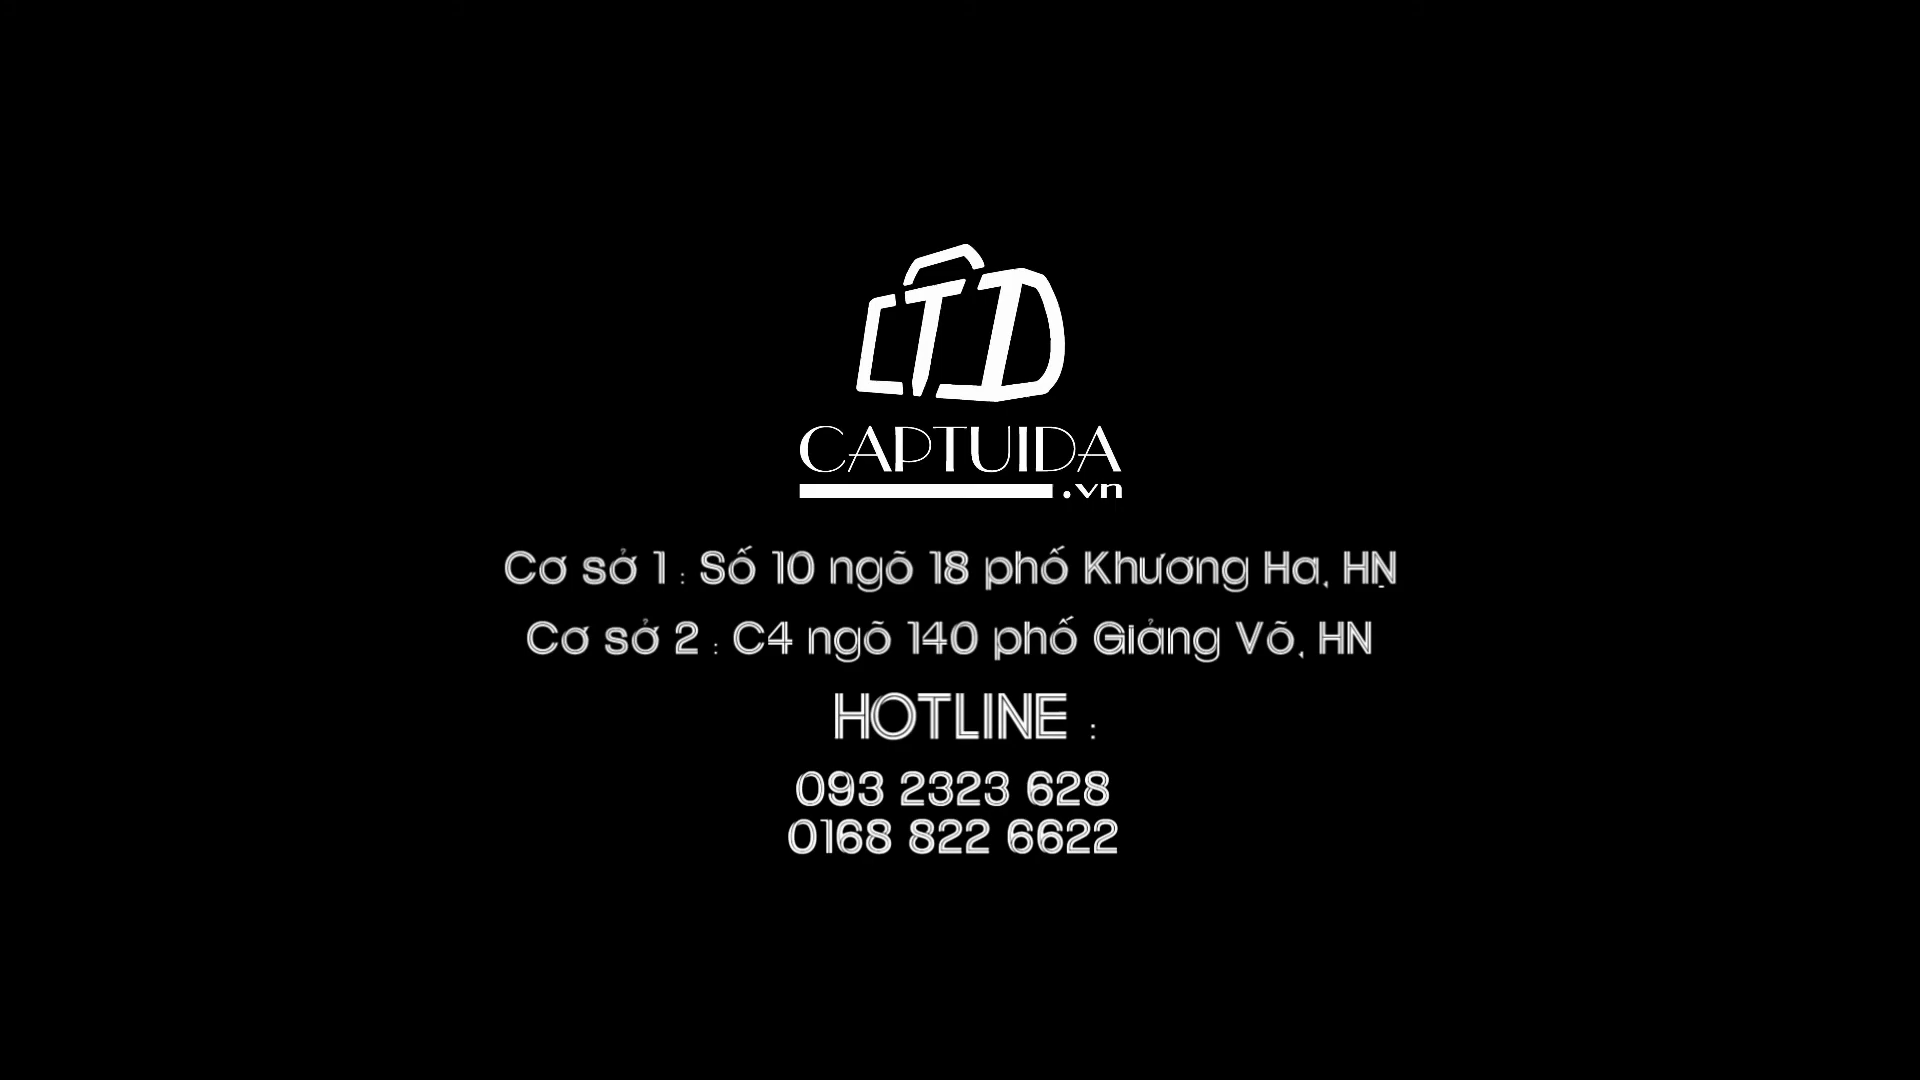 CTD
CAPTUIDA
.vn
Cơ sở 1 : Số 10 ngõ 18 phố Khương Hạ, HN
Cơ sở 2 : C4 ngõ 140 phố Giảng Võ, HN
HOTLINE :
093 2323 628
0168 822 6622